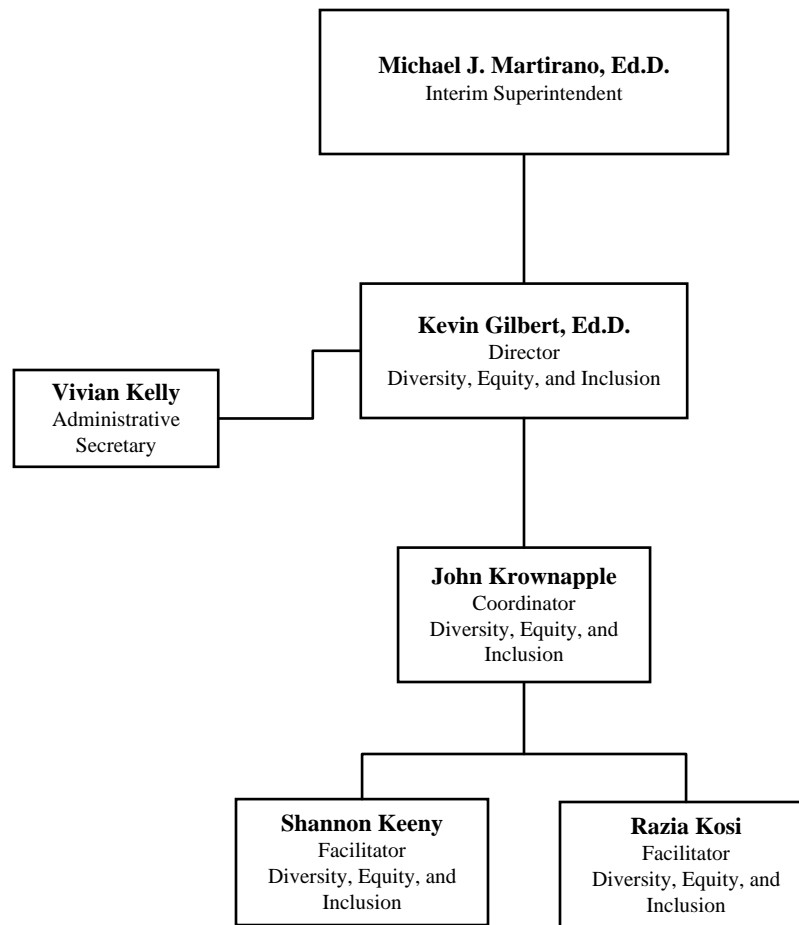 Michael J. Martirano, Ed.D.
Interim Superintendent
Kevin Gilbert, Ed.D.
Director
Diversity, Equity, and Inclusion
Vivian Kelly
Administrative
Secretary
John Krownapple
Coordinator
Diversity, Equity, and
Inclusion
Shannon Keeny
Facilitator
Diversity, Equity, and
Inclusion
Razia Kosi
Facilitator
Diversity, Equity, and
Inclusion